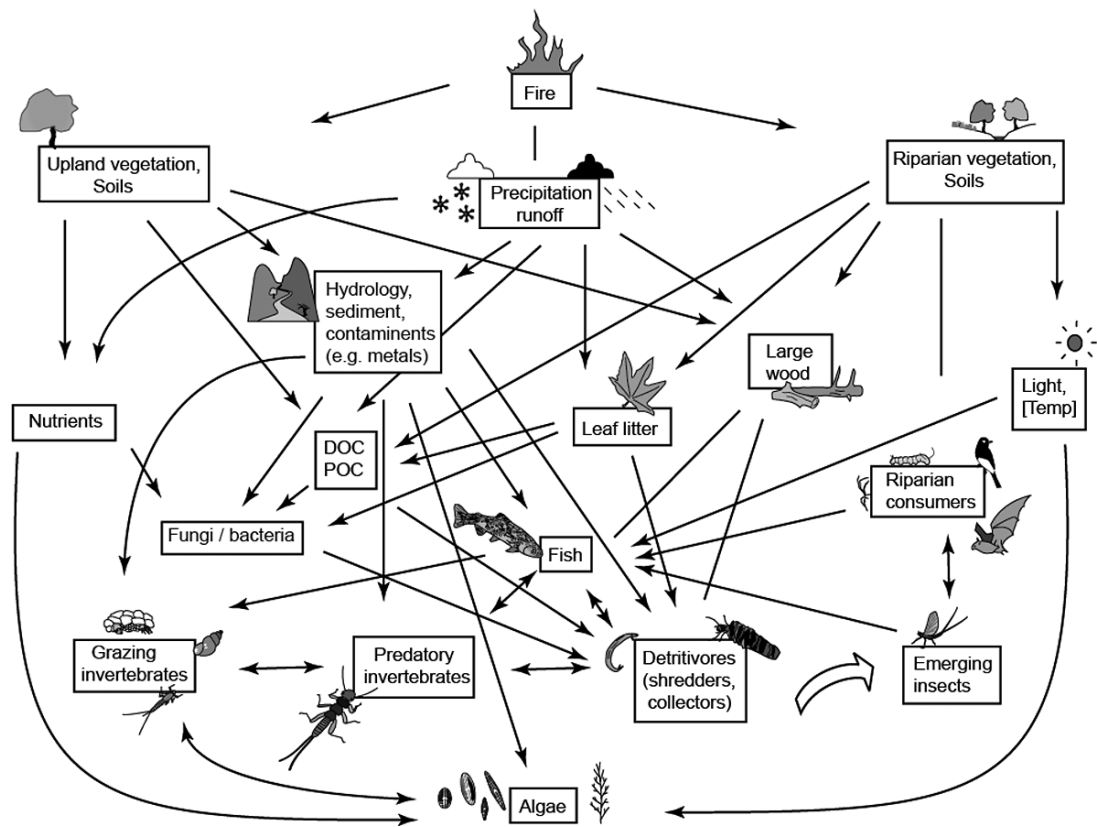 Fire
Upland vegetation,
Soils
Precipitation
runoff
Riparian vegetation,
Soils
Hydrology,
sediment,
contaminents
(e.g. metals)
Large
wood
Light,
[Temp]
Nutrients
Leaf litter
DOC
POC
Riparian
consumers
Fungi / bacteria
Fish
Grazing
invertebrates
Predatory
invertebrates
Detritivores
(shredders,
collectors)
Emerging
insects
Algae